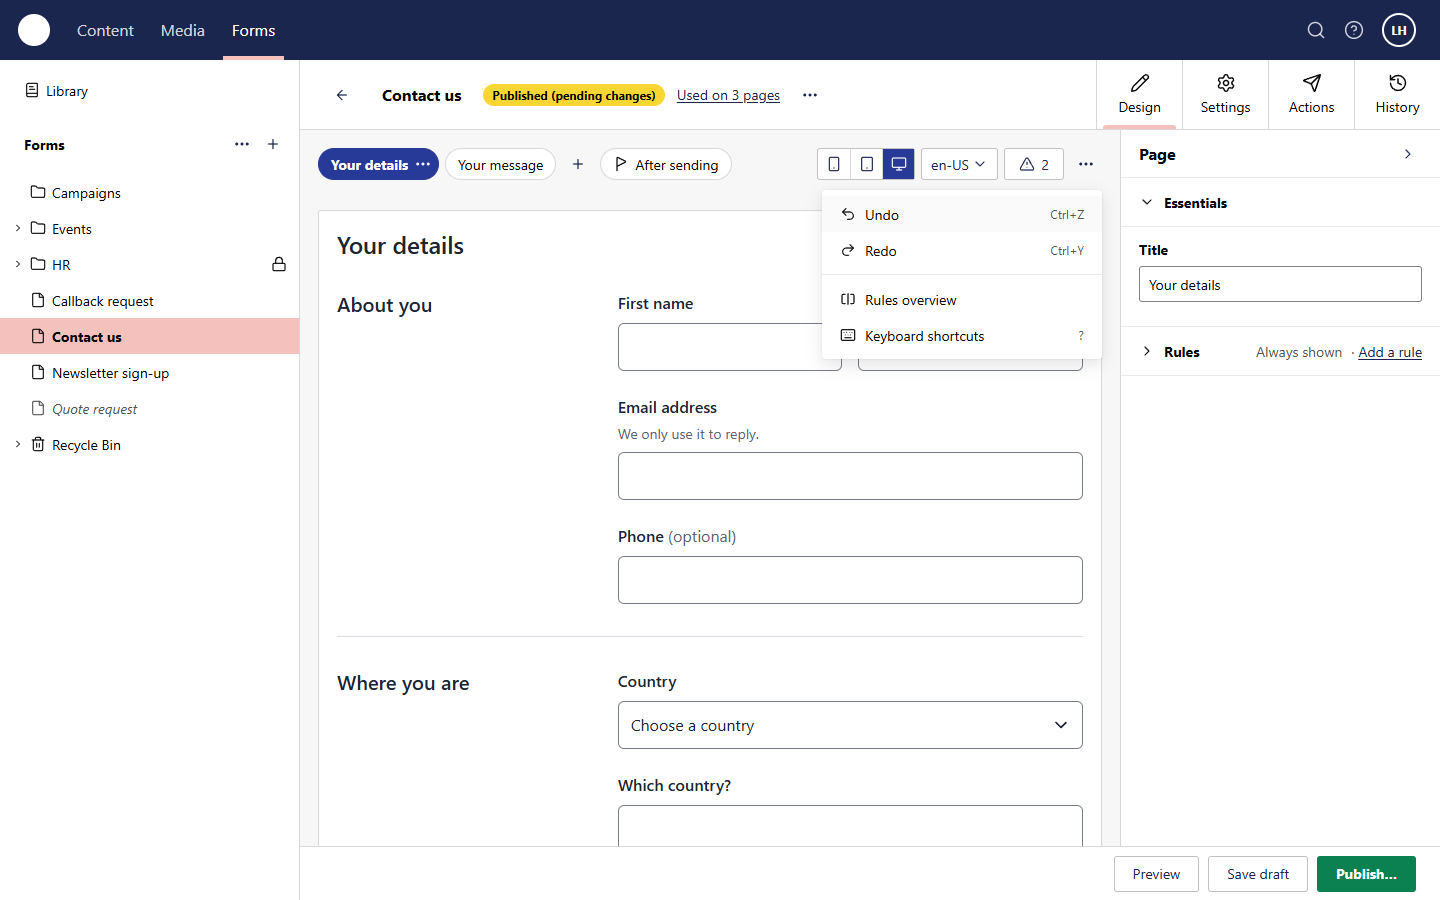 Content
Media
Forms
LH
Library
Forms
Campaigns
Events
HR
Callback request
Contact us
Newsletter sign-up
Quote request
Recycle Bin
Contact us
Published (pending changes)
Used on 3 pages
Design
Settings
Actions
History
Your details
Your message
After sending
en-US
2
Undo Ctrl+Z
Redo Ctrl+Y
Rules overview
Keyboard shortcuts ?
Your details
About you
First name
Email address
We only use it to reply.
Phone (optional)
Where you are
Country
Choose a country
Which country?
Page
Essentials
Title
Your details
Rules
Always shown · Add a rule
Preview
Save draft
Publish...